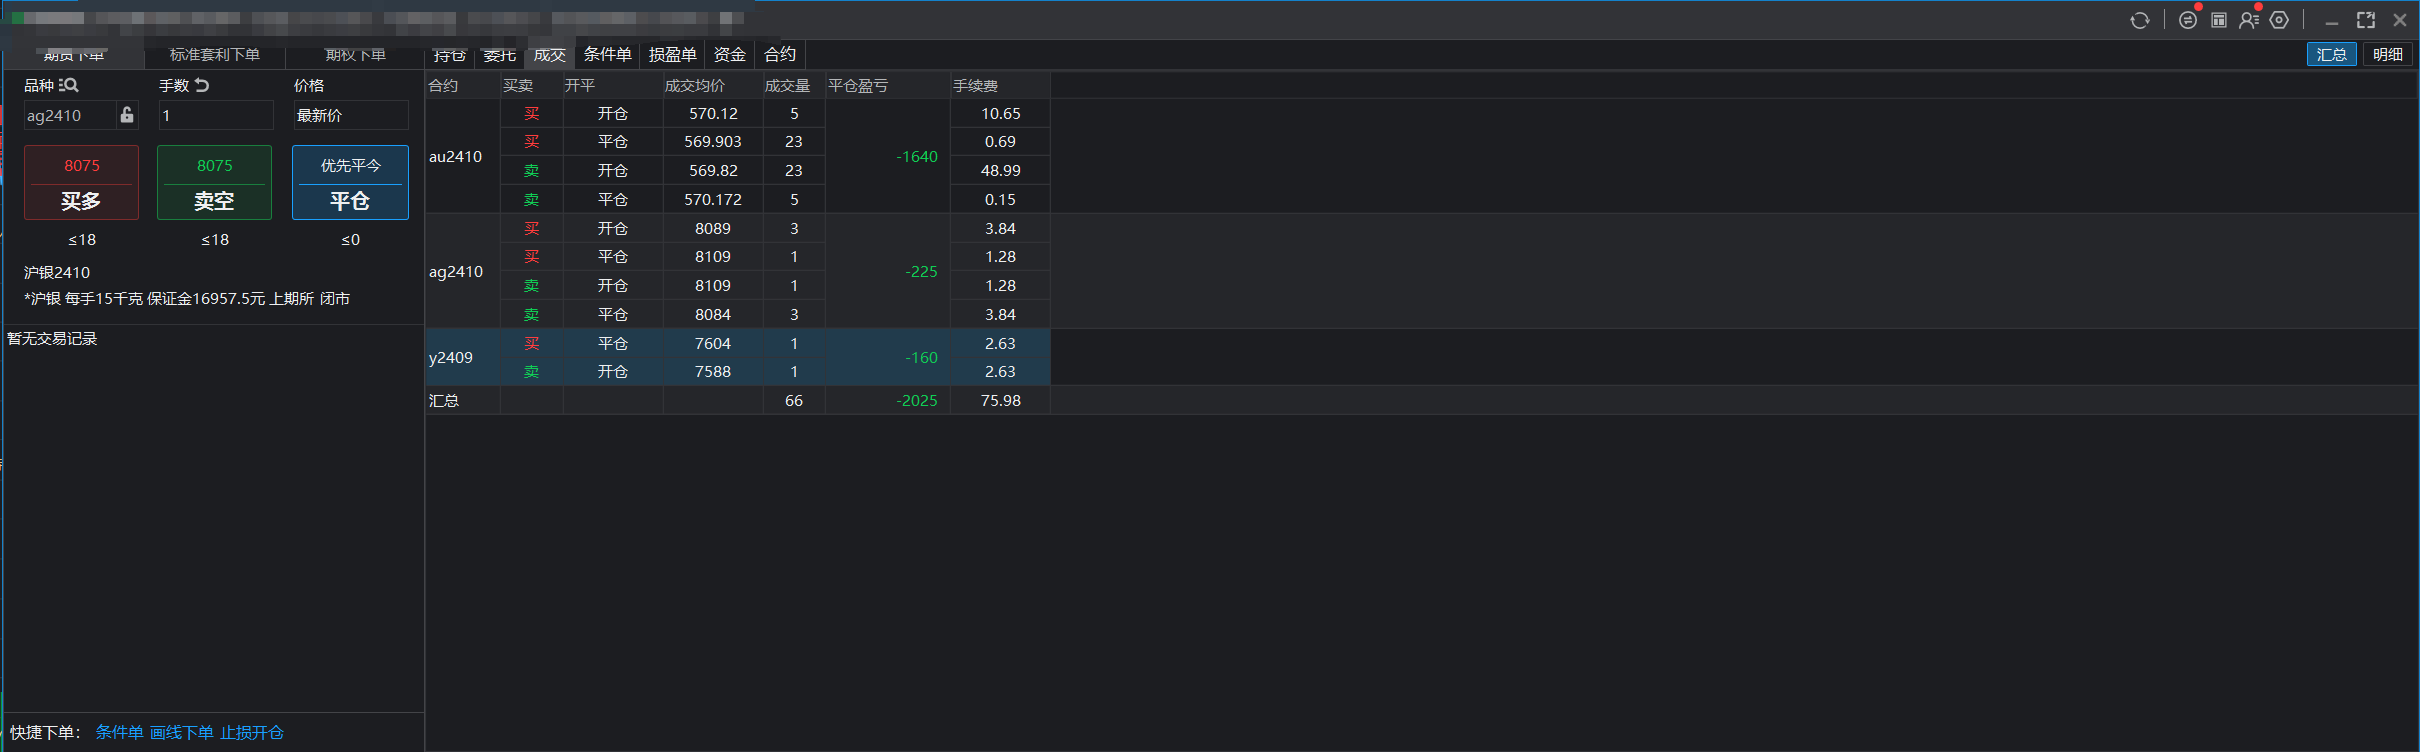 期货下单 标准套利下单 期权下单 持仓 委托 成交 条件单 损盈单 资金 合约 汇总 明细
品种 手数 价格
ag2410 1 最新价
8075 8075 优先平今
买多 卖空 平仓
≤18 ≤18 ≤0
沪银2410
*沪银 每手15千克 保证金16957.5元 上期所 闭市
暂无交易记录
快捷下单: 条件单 画线下单 止损开仓
合约 买卖 开平 成交均价 成交量 平仓盈亏 手续费
au2410 买 开仓 570.12 5 -1640 10.65
买 平仓 569.903 23 0.69
卖 开仓 569.82 23 48.99
卖 平仓 570.172 5 0.15
ag2410 买 开仓 8089 3 -225 3.84
买 平仓 8109 1 1.28
卖 开仓 8109 1 1.28
卖 平仓 8084 3 3.84
y2409 买 平仓 7604 1 -160 2.63
卖 开仓 7588 1 2.63
汇总 66 -2025 75.98